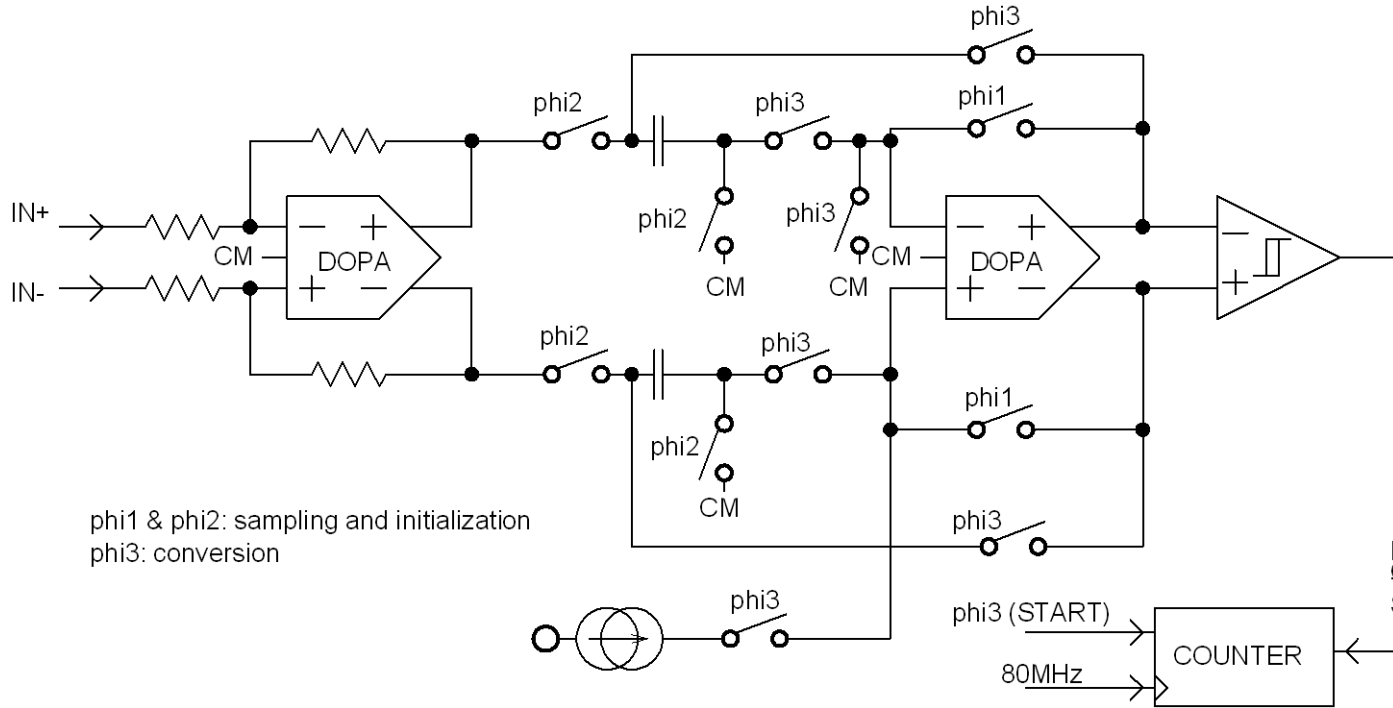 phi3
phi2
phi3
phi1
IN+
phi2
phi3
CM
DOPA
CM
DOPA
IN-
CM
CM
phi2
phi3
phi1
phi2
CM
phi1 & phi2: sampling and initialization
phi3: conversion
phi3
phi3
phi3 (START)
COUNTER
80MHz